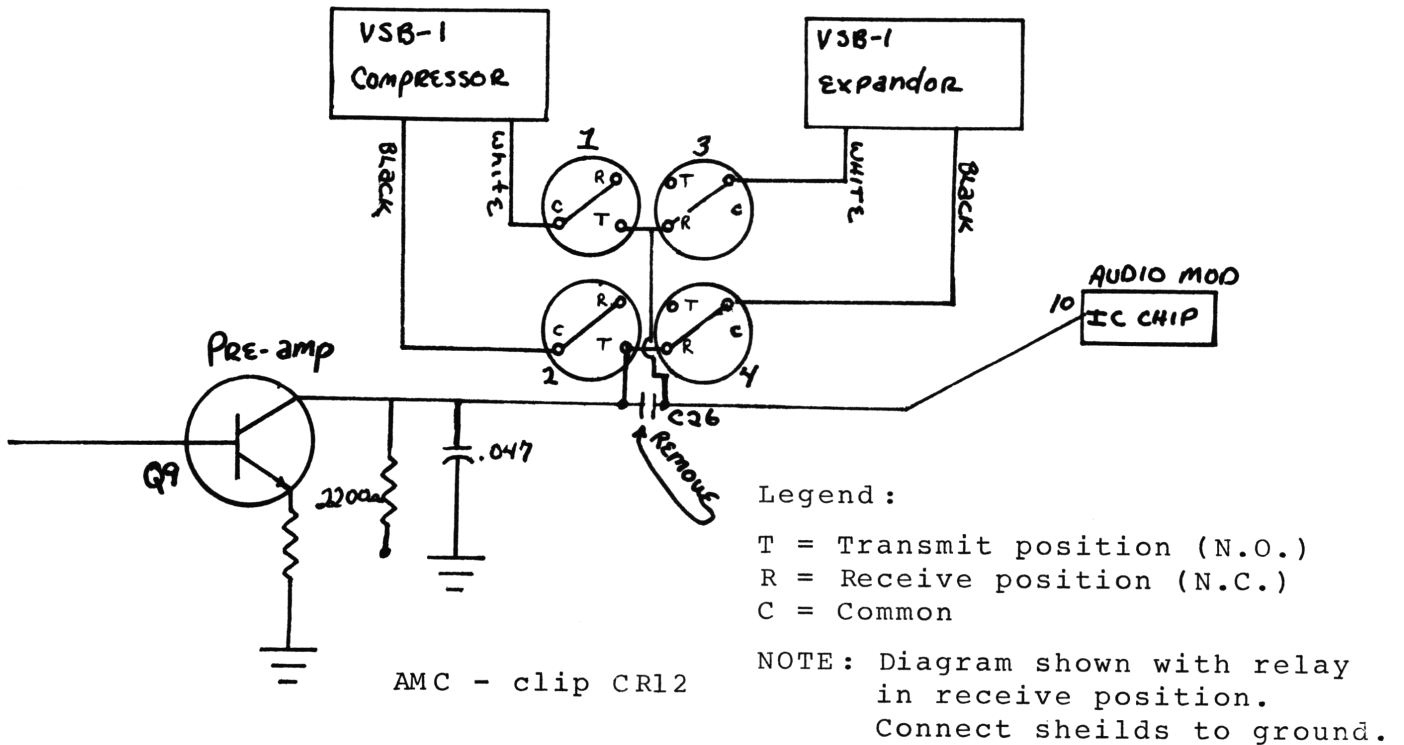 VSB-1
COMPRESSOR
VSB-1
Expandor
BLacK
WhITE
WHITE
BLacK
1
3
R
C
T
T
R
C
R
C
T
T
R
C
2
4
AUDIO MOD
10
IC CHIP
PRE-amp
Q9
2200Ω
.047
C26
REMOVE
Legend:
T = Transmit position (N.O.)
R = Receive position (N.C.)
C = Common
NOTE: Diagram shown with relay
in receive position.
Connect sheilds to ground.
AMC - clip CR12